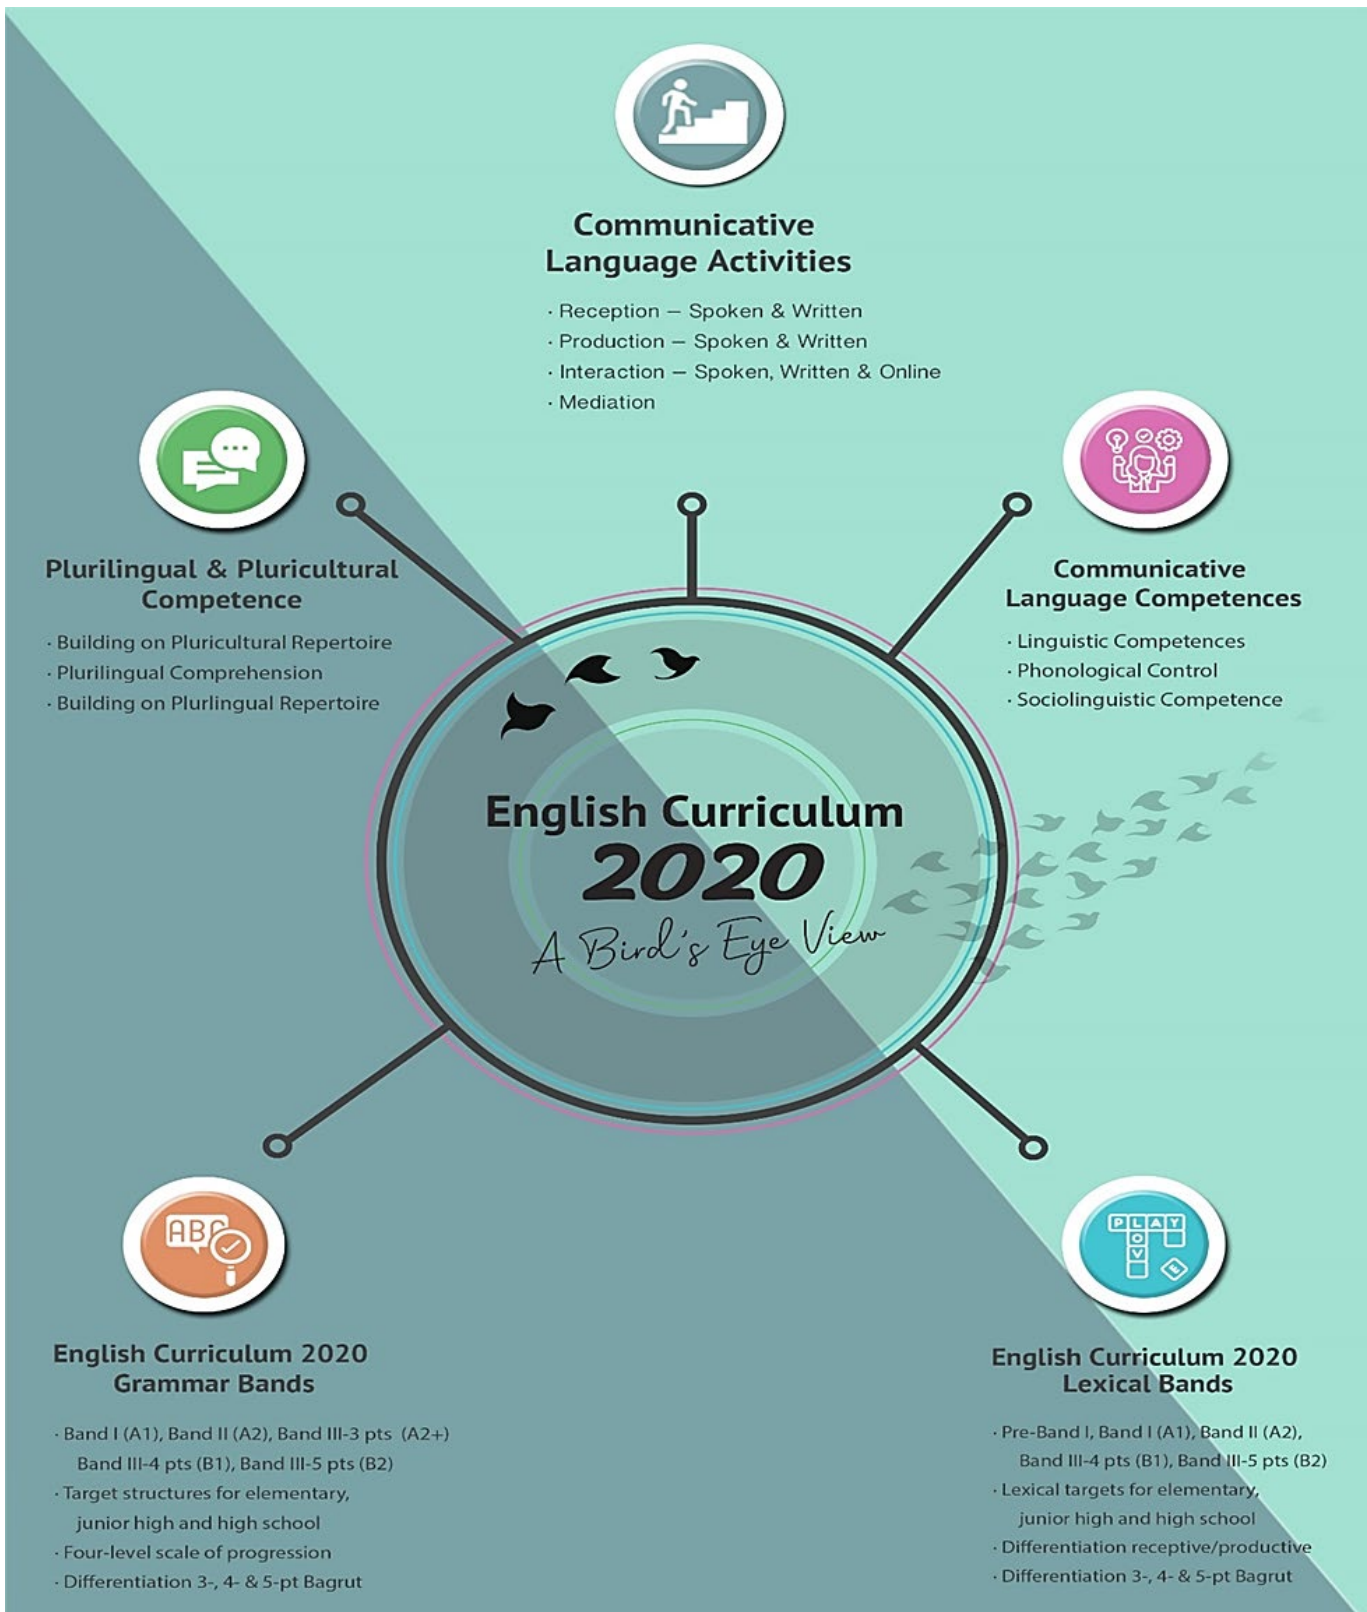 Communicative
Language Activities
· Reception – Spoken & Written
· Production – Spoken & Written
· Interaction – Spoken, Written & Online
· Mediation
Plurilingual & Pluricultural
Competence
· Building on Pluricultural Repertoire
· Plurilingual Comprehension
· Building on Plurlingual Repertoire
Communicative
Language Competences
· Linguistic Competences
· Phonological Control
· Sociolinguistic Competence
English Curriculum
2020
A Bird's Eye View
ABC
English Curriculum 2020
Grammar Bands
· Band I (A1), Band II (A2), Band III-3 pts (A2+)
Band III-4 pts (B1), Band III-5 pts (B2)
· Target structures for elementary,
junior high and high school
· Four-level scale of progression
· Differentiation 3-, 4- & 5-pt Bagrut
PLAY
O
V
E
English Curriculum 2020
Lexical Bands
· Pre-Band I, Band I (A1), Band II (A2),
Band III-4 pts (B1), Band III-5 pts (B2)
· Lexical targets for elementary,
junior high and high school
· Differentiation receptive/productive
· Differentiation 3-, 4- & 5-pt Bagrut